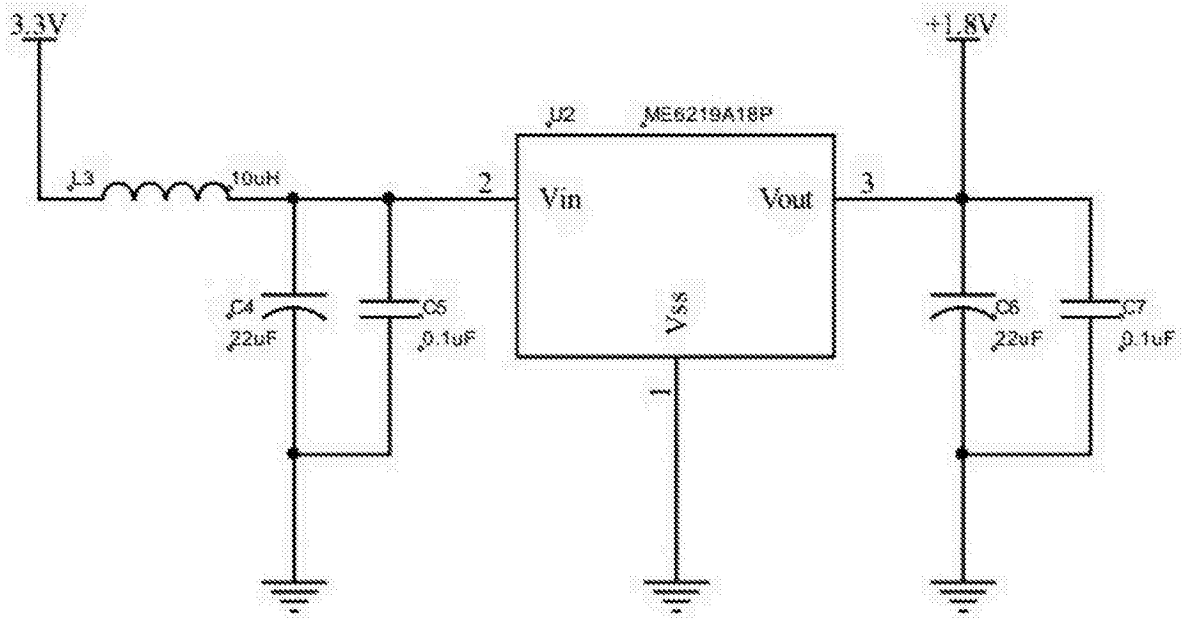 3.3V
+1.8V
U2
ME6219A18P
L3
10uH
2
Vin
Vout
3
C4
22uF
C5
0.1uF
Vss
1
C6
22uF
C7
0.1uF